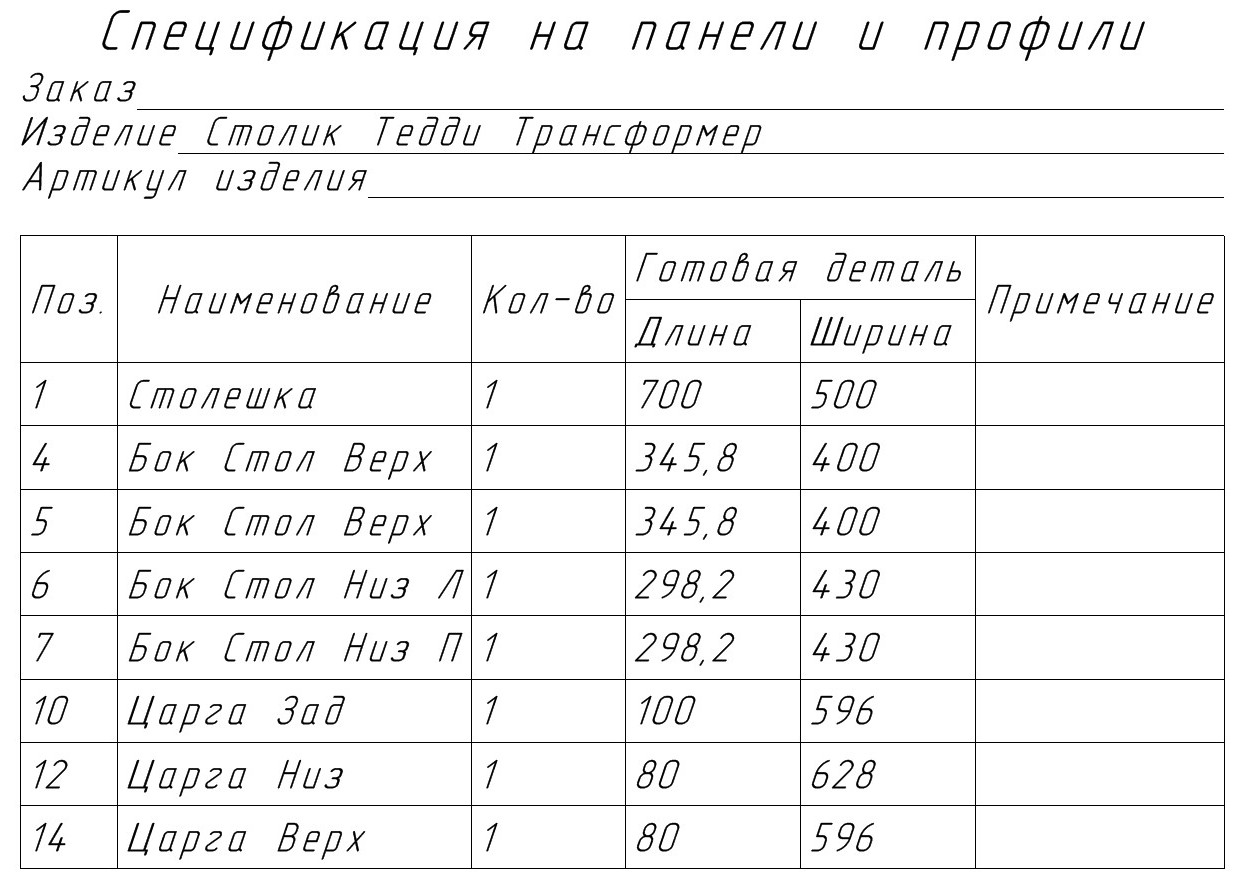 Спецификация на панели и профили
Заказ
Изделие Столик Тедди Трансформер
Артикул изделия
Поз. Наименование Кол-во Готовая деталь Примечание
Длина Ширина
1 Столешка 1 700 500
4 Бок Стол Верх 1 345,8 400
5 Бок Стол Верх 1 345,8 400
6 Бок Стол Низ Л 1 298,2 430
7 Бок Стол Низ П 1 298,2 430
10 Царга Зад 1 100 596
12 Царга Низ 1 80 628
14 Царга Верх 1 80 596